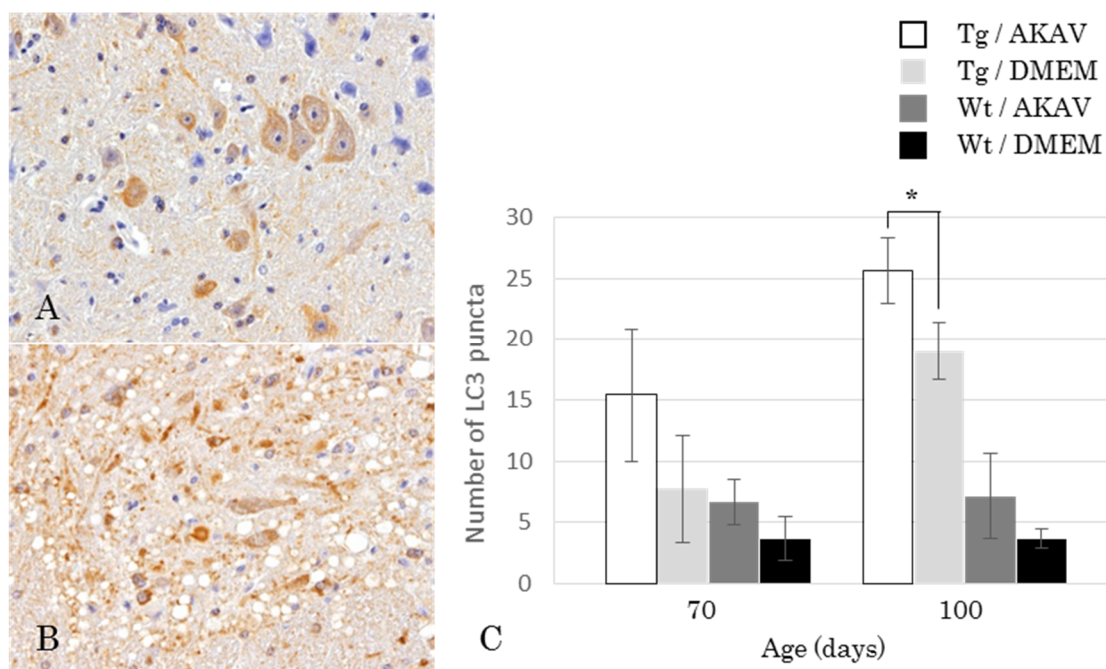 A
B
C
Tg / AKAV
Tg / DMEM
Wt / AKAV
Wt / DMEM
*
Number of LC3 puncta
30
25
20
15
10
5
0
70
100
Age (days)